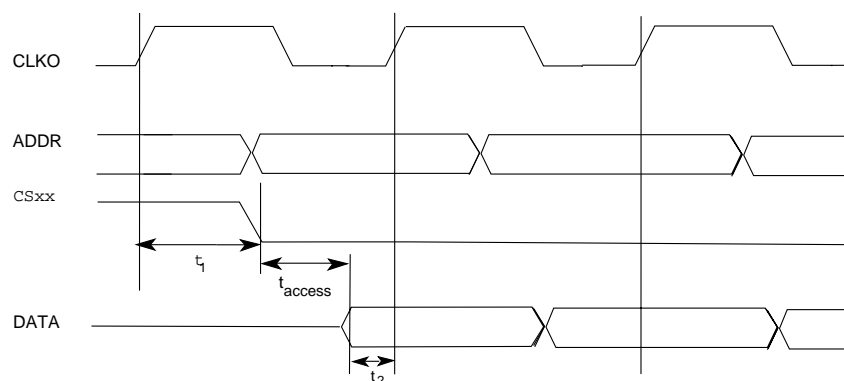 CLKO
ADDR
CSxx
t1
taccess
DATA
t2